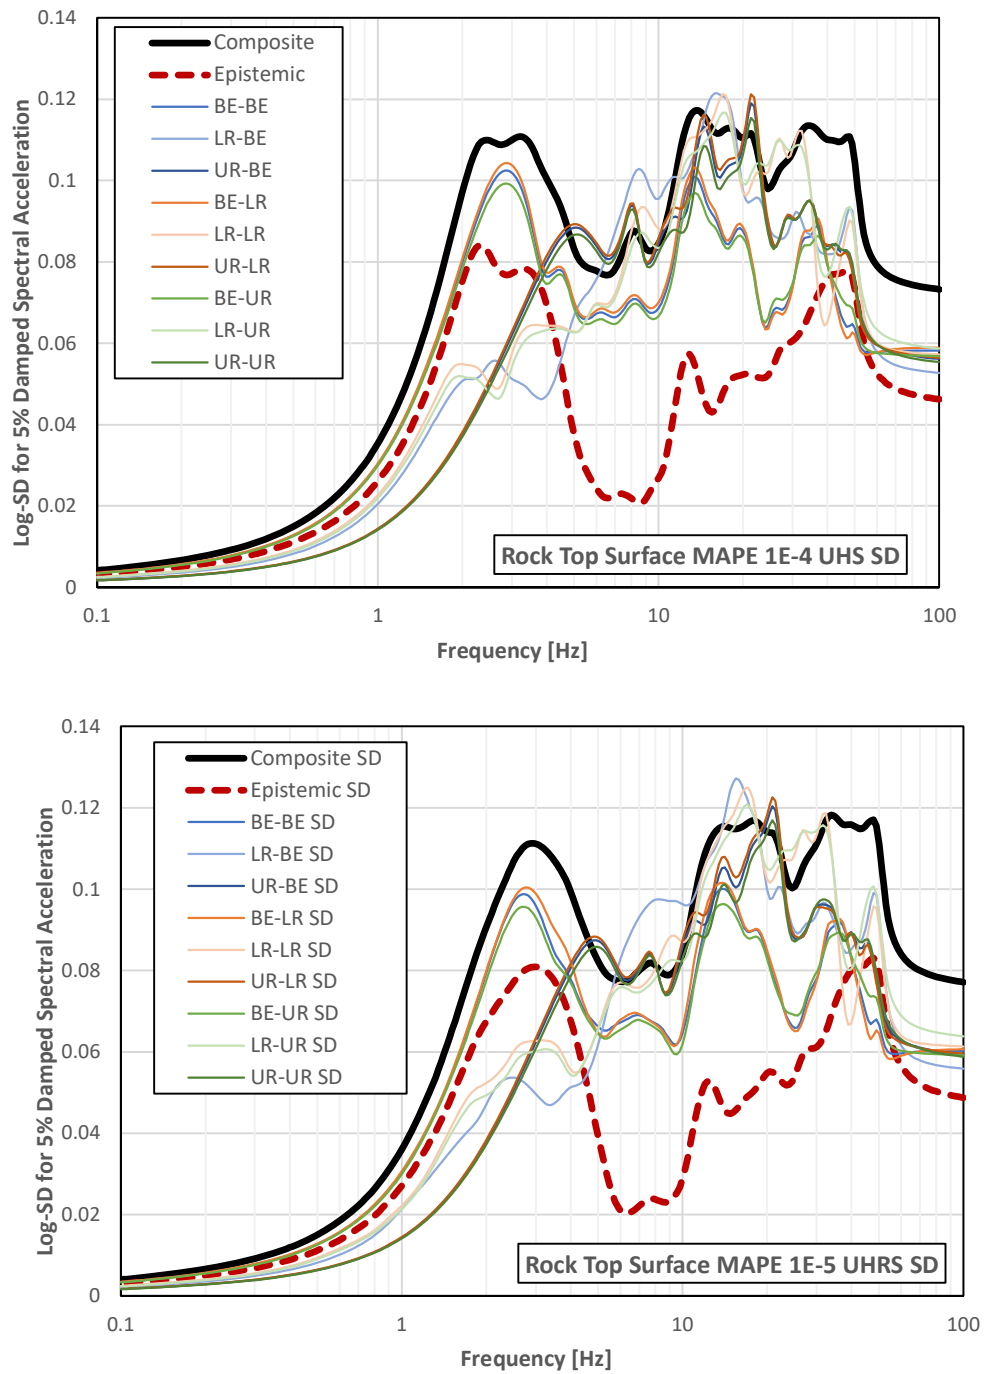 0.14
0.12
0.1
0.08
0.06
0.04
0.02
0
Log-SD for 5% Damped Spectral Acceleration
Composite
Epistemic
BE-BE
LR-BE
UR-BE
BE-LR
LR-LR
UR-LR
BE-UR
LR-UR
UR-UR
Rock Top Surface MAPE 1E-4 UHS SD
0.1 1 10 100
Frequency [Hz]
0.14
0.12
0.1
0.08
0.06
0.04
0.02
0
Log-SD for 5% Damped Spectral Acceleration
Composite SD
Epistemic SD
BE-BE SD
LR-BE SD
UR-BE SD
BE-LR SD
LR-LR SD
UR-LR SD
BE-UR SD
LR-UR SD
UR-UR SD
Rock Top Surface MAPE 1E-5 UHRS SD
0.1 1 10 100
Frequency [Hz]